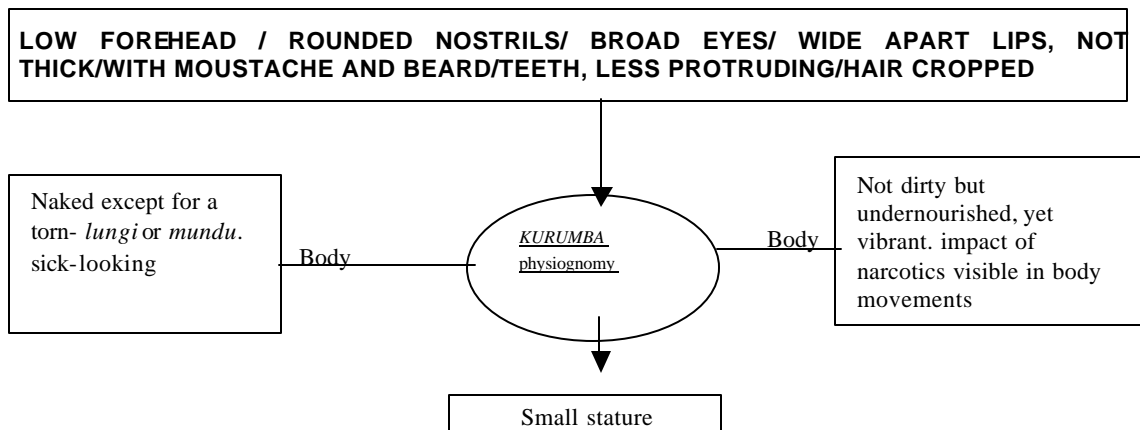 LOW FOREHEAD / ROUNDED NOSTRILS/ BROAD EYES/ WIDE APART LIPS, NOT
THICK/WITH MOUSTACHE AND BEARD/TEETH, LESS PROTRUDING/HAIR CROPPED
Naked except for a
torn- lungi or mundu.
sick-looking
Body
KURUMBA
physiognomy
Body
Not dirty but
undernourished, yet
vibrant. impact of
narcotics visible in body
movements
Small stature